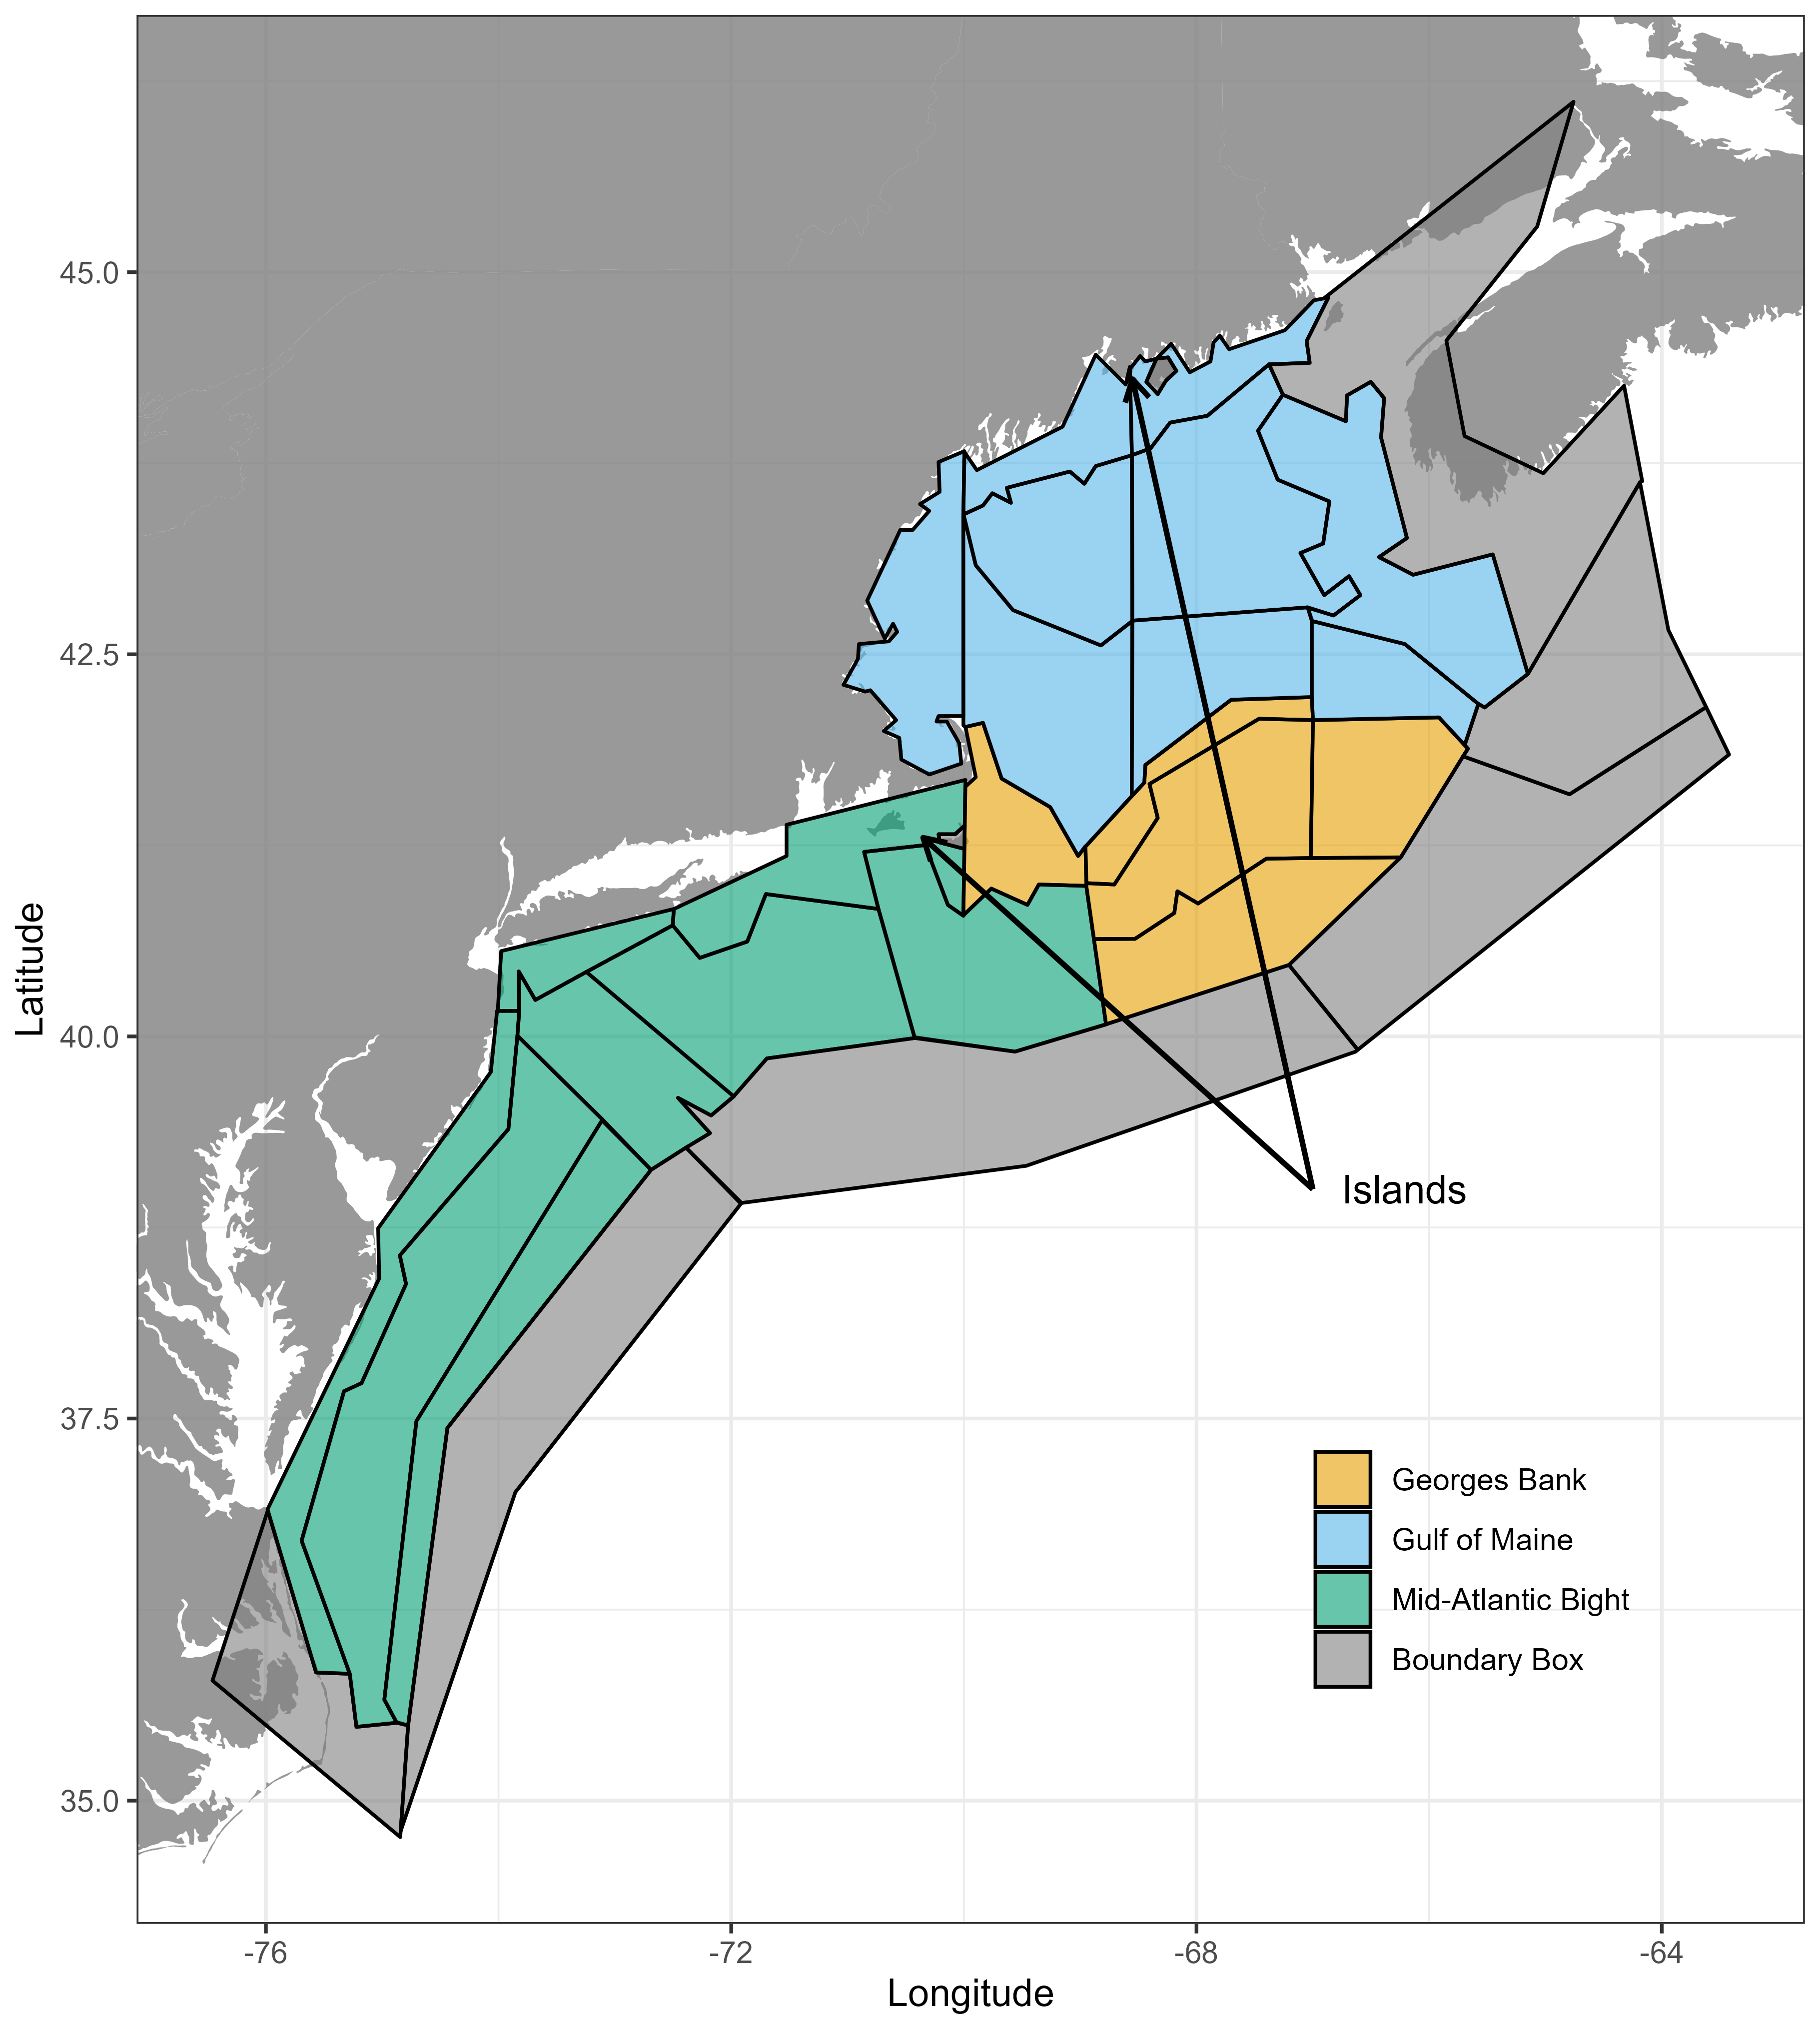 45.0
42.5
40.0
37.5
35.0
Latitude
Islands
Georges Bank
Gulf of Maine
Mid-Atlantic Bight
Boundary Box
-76
-72
-68
-64
Longitude